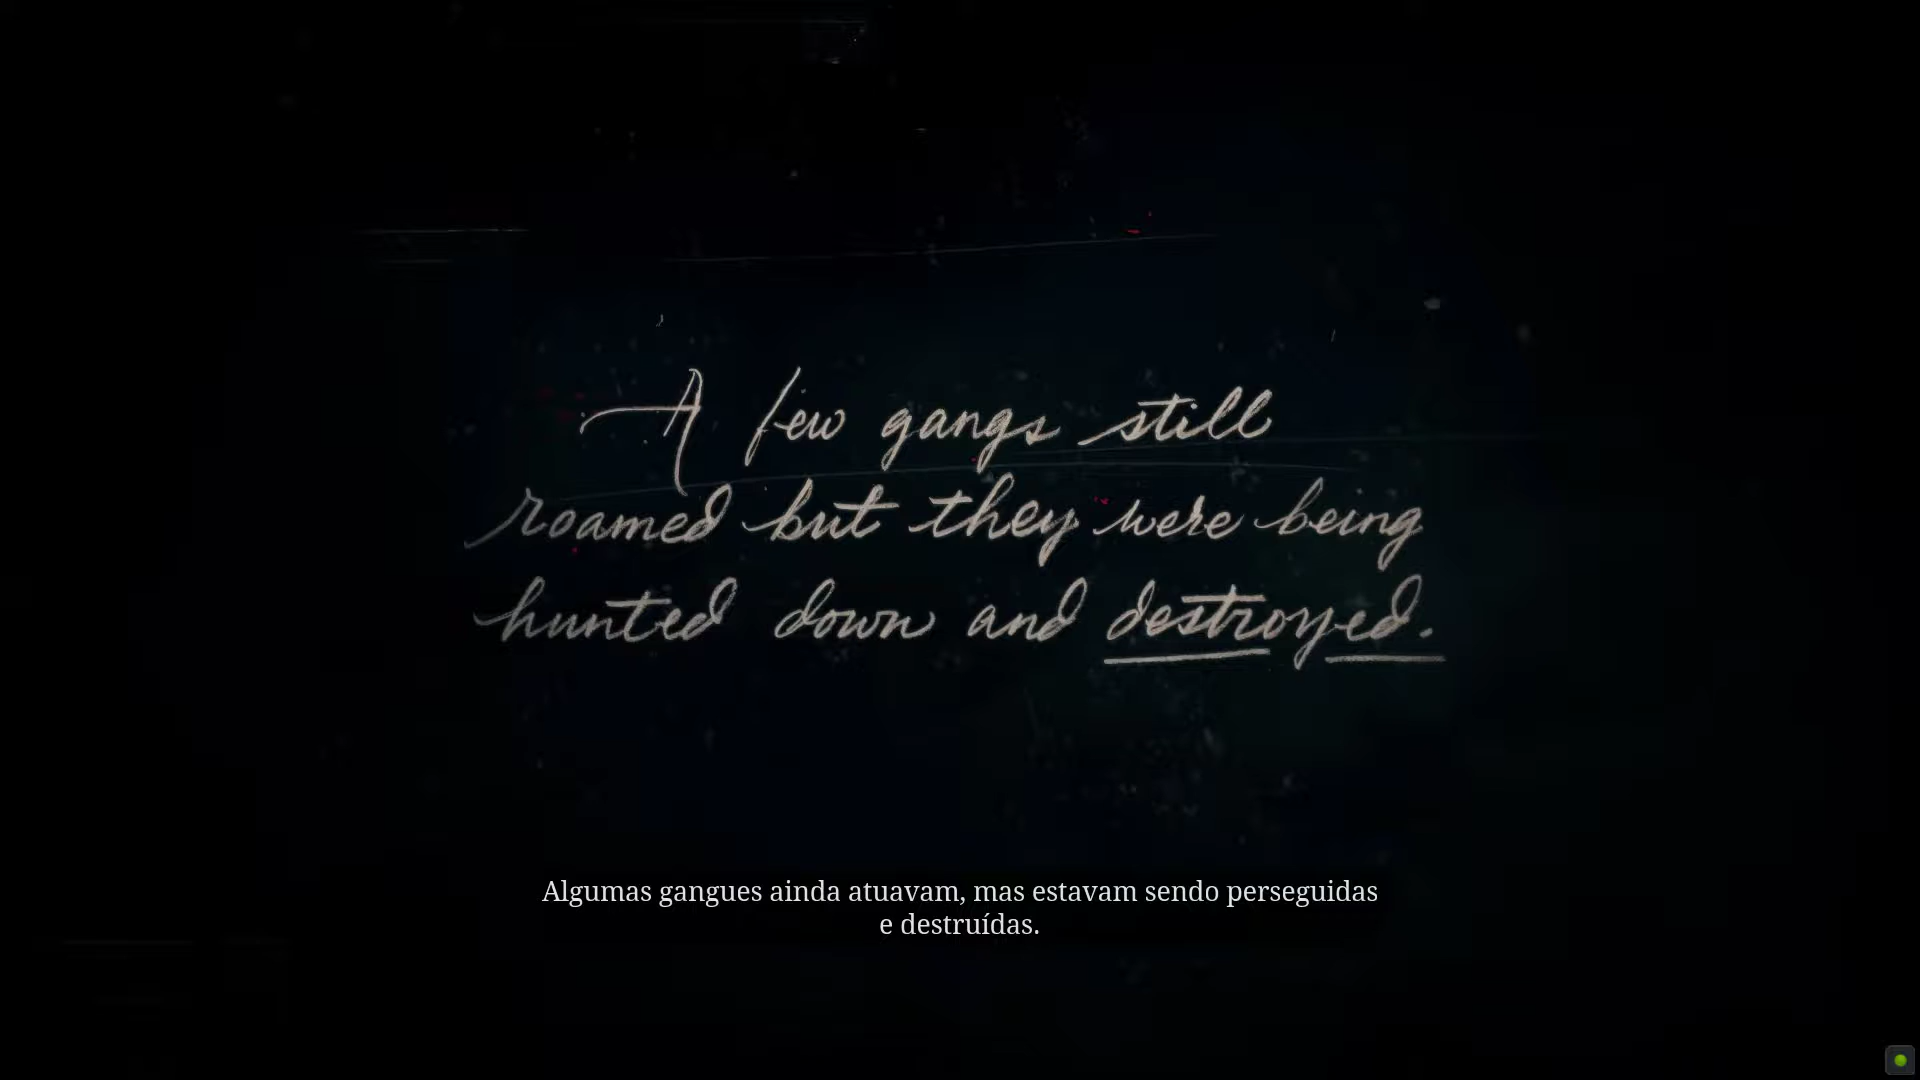 A few gangs still
roamed but they were being
hunted down and destroyed.
Algumas gangues ainda atuavam, mas estavam sendo perseguidas
e destruídas.